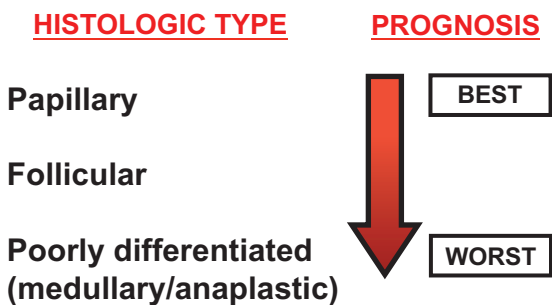 HISTOLOGIC TYPE PROGNOSIS
Papillary BEST
Follicular
Poorly differentiated
(medullary/anaplastic) WORST